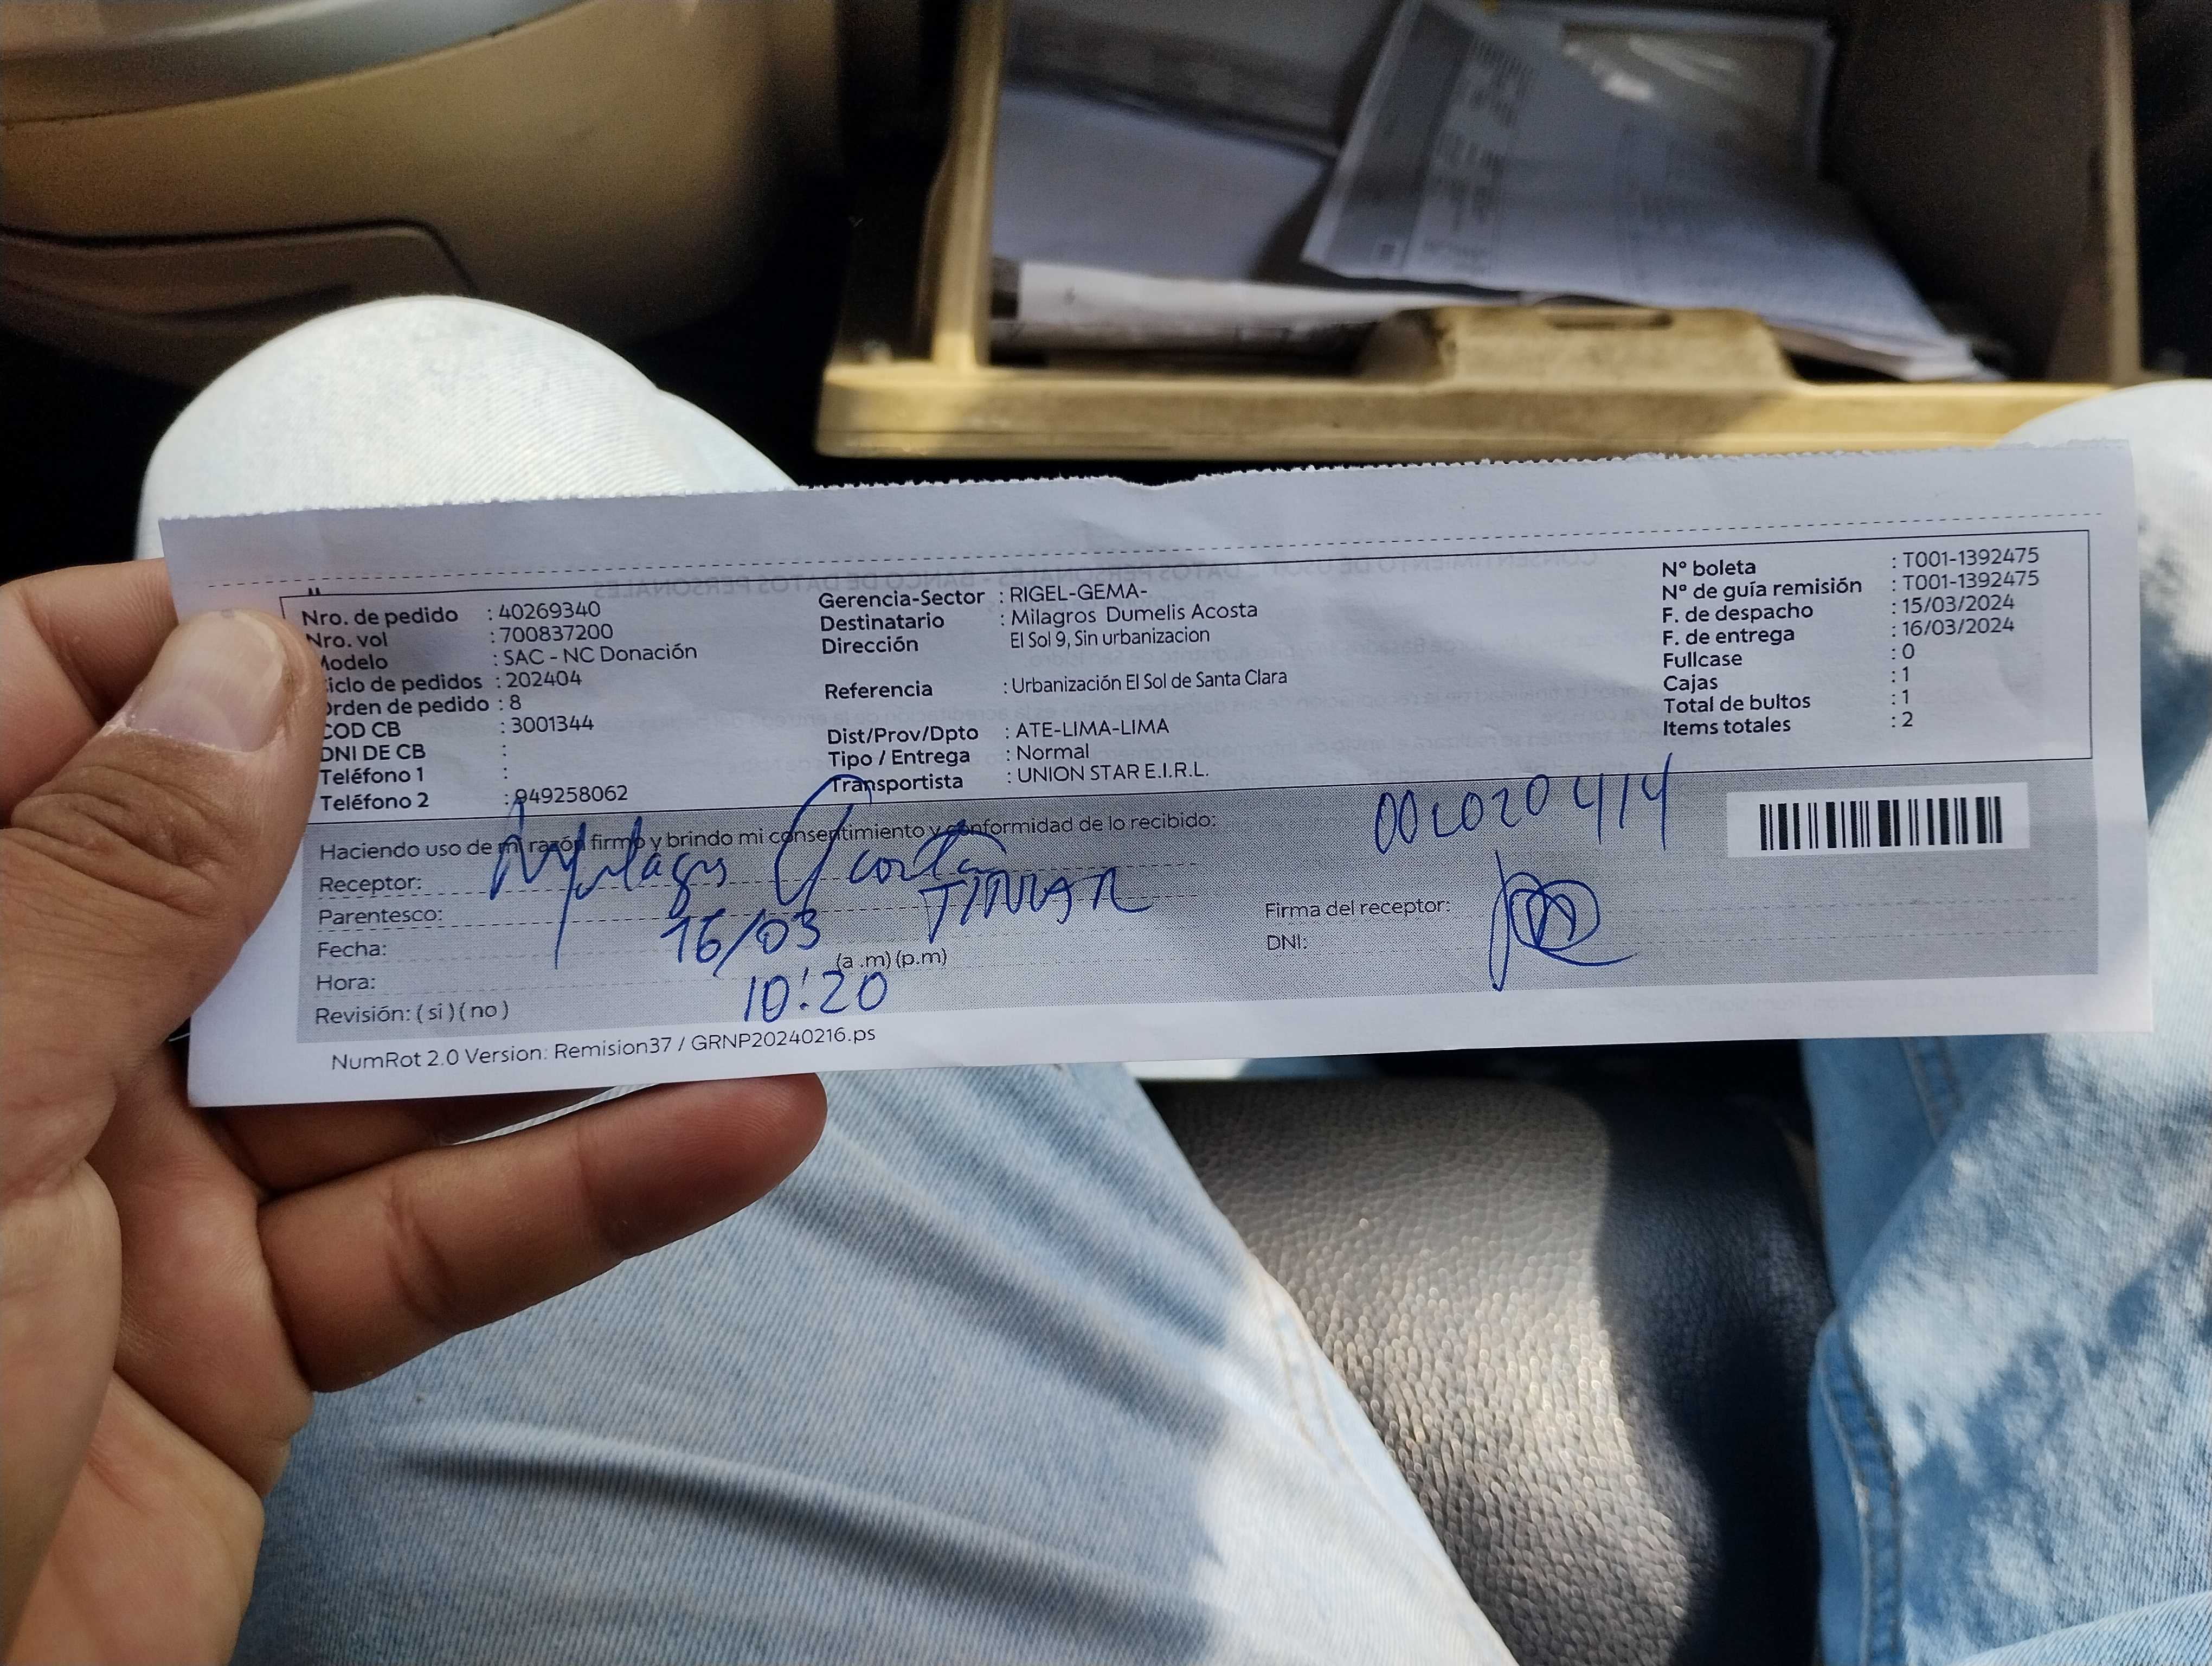 Nro. de pedido : 40269340
Nro. vol : 700837200
Modelo : SAC - NC Donación
Ciclo de pedidos : 202404
Orden de pedido : 8
COD CB : 3001344
DNI DE CB :
Teléfono 1 :
Teléfono 2 : 949258062
Gerencia-Sector : RIGEL-GEMA-
Destinatario : Milagros Dumelis Acosta
Dirección El Sol 9, Sin urbanizacion
Referencia : Urbanización El Sol de Santa Clara
Dist/Prov/Dpto : ATE-LIMA-LIMA
Tipo / Entrega : Normal
Transportista : UNION STAR E.I.R.L.
N° boleta : T001-1392475
N° de guía remisión : T001-1392475
F. de despacho : 15/03/2024
F. de entrega : 16/03/2024
Fullcase : 0
Cajas : 1
Total de bultos : 1
Items totales : 2
Haciendo uso de mi razón firmo y brindo mi consentimiento y conformidad de lo recibido:
Receptor: Acosta
Parentesco:
Fecha: 16/03
Hora: (a .m) (p.m)
10:20
Revisión: ( si ) ( no )
Firma del receptor:
DNI:
NumRot 2.0 Version: Remision37 / GRNP20240216.ps